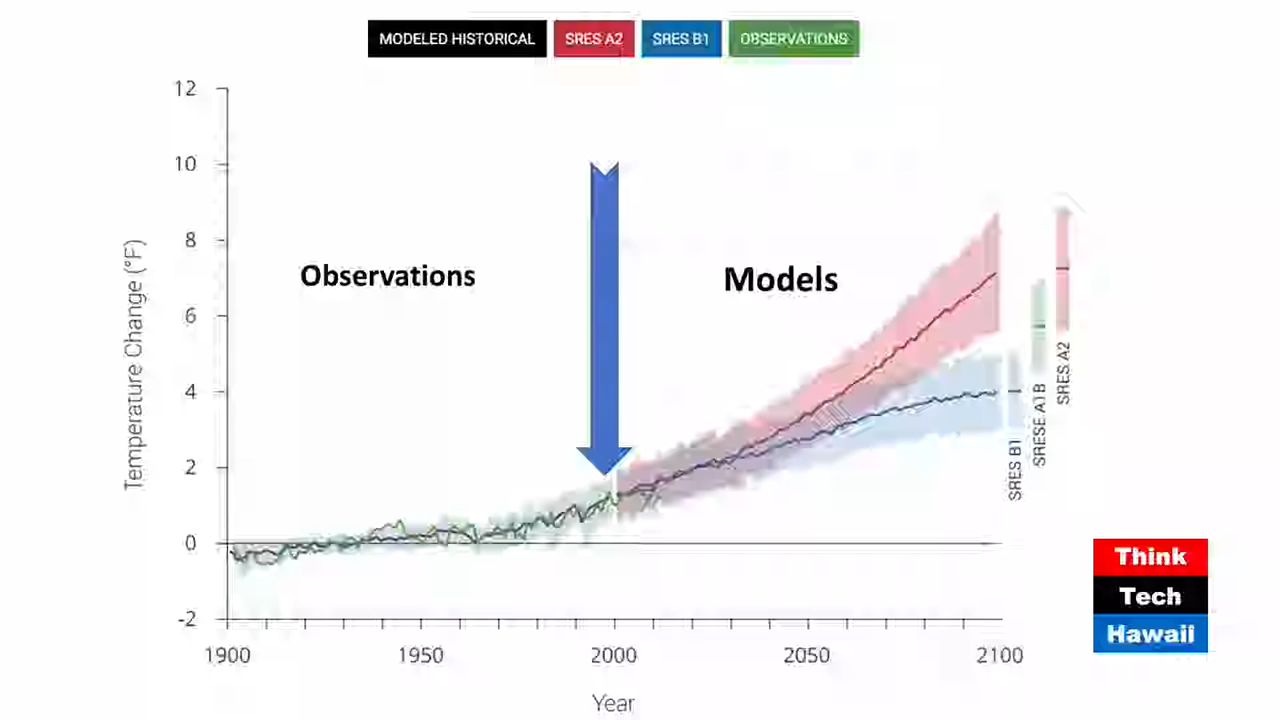 MODELED HISTORICAL SRES A2 SRES B1 OBSERVATIONS
12
10
8
6
4
2
0
-2
Temperature Change (°F)
Observations
Models
SRES B1
SRESE A1B
SRES A2
1900 1950 2000 2050 2100
Year
Think
Tech
Hawaii